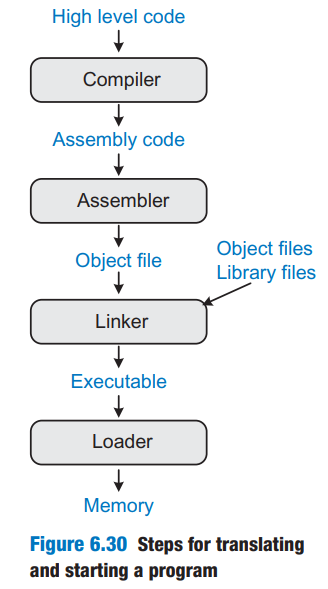 High level code
Compiler
Assembly code
Assembler
Object file
Object files
Library files
Linker
Executable
Loader
Memory
Figure 6.30 Steps for translating
and starting a program